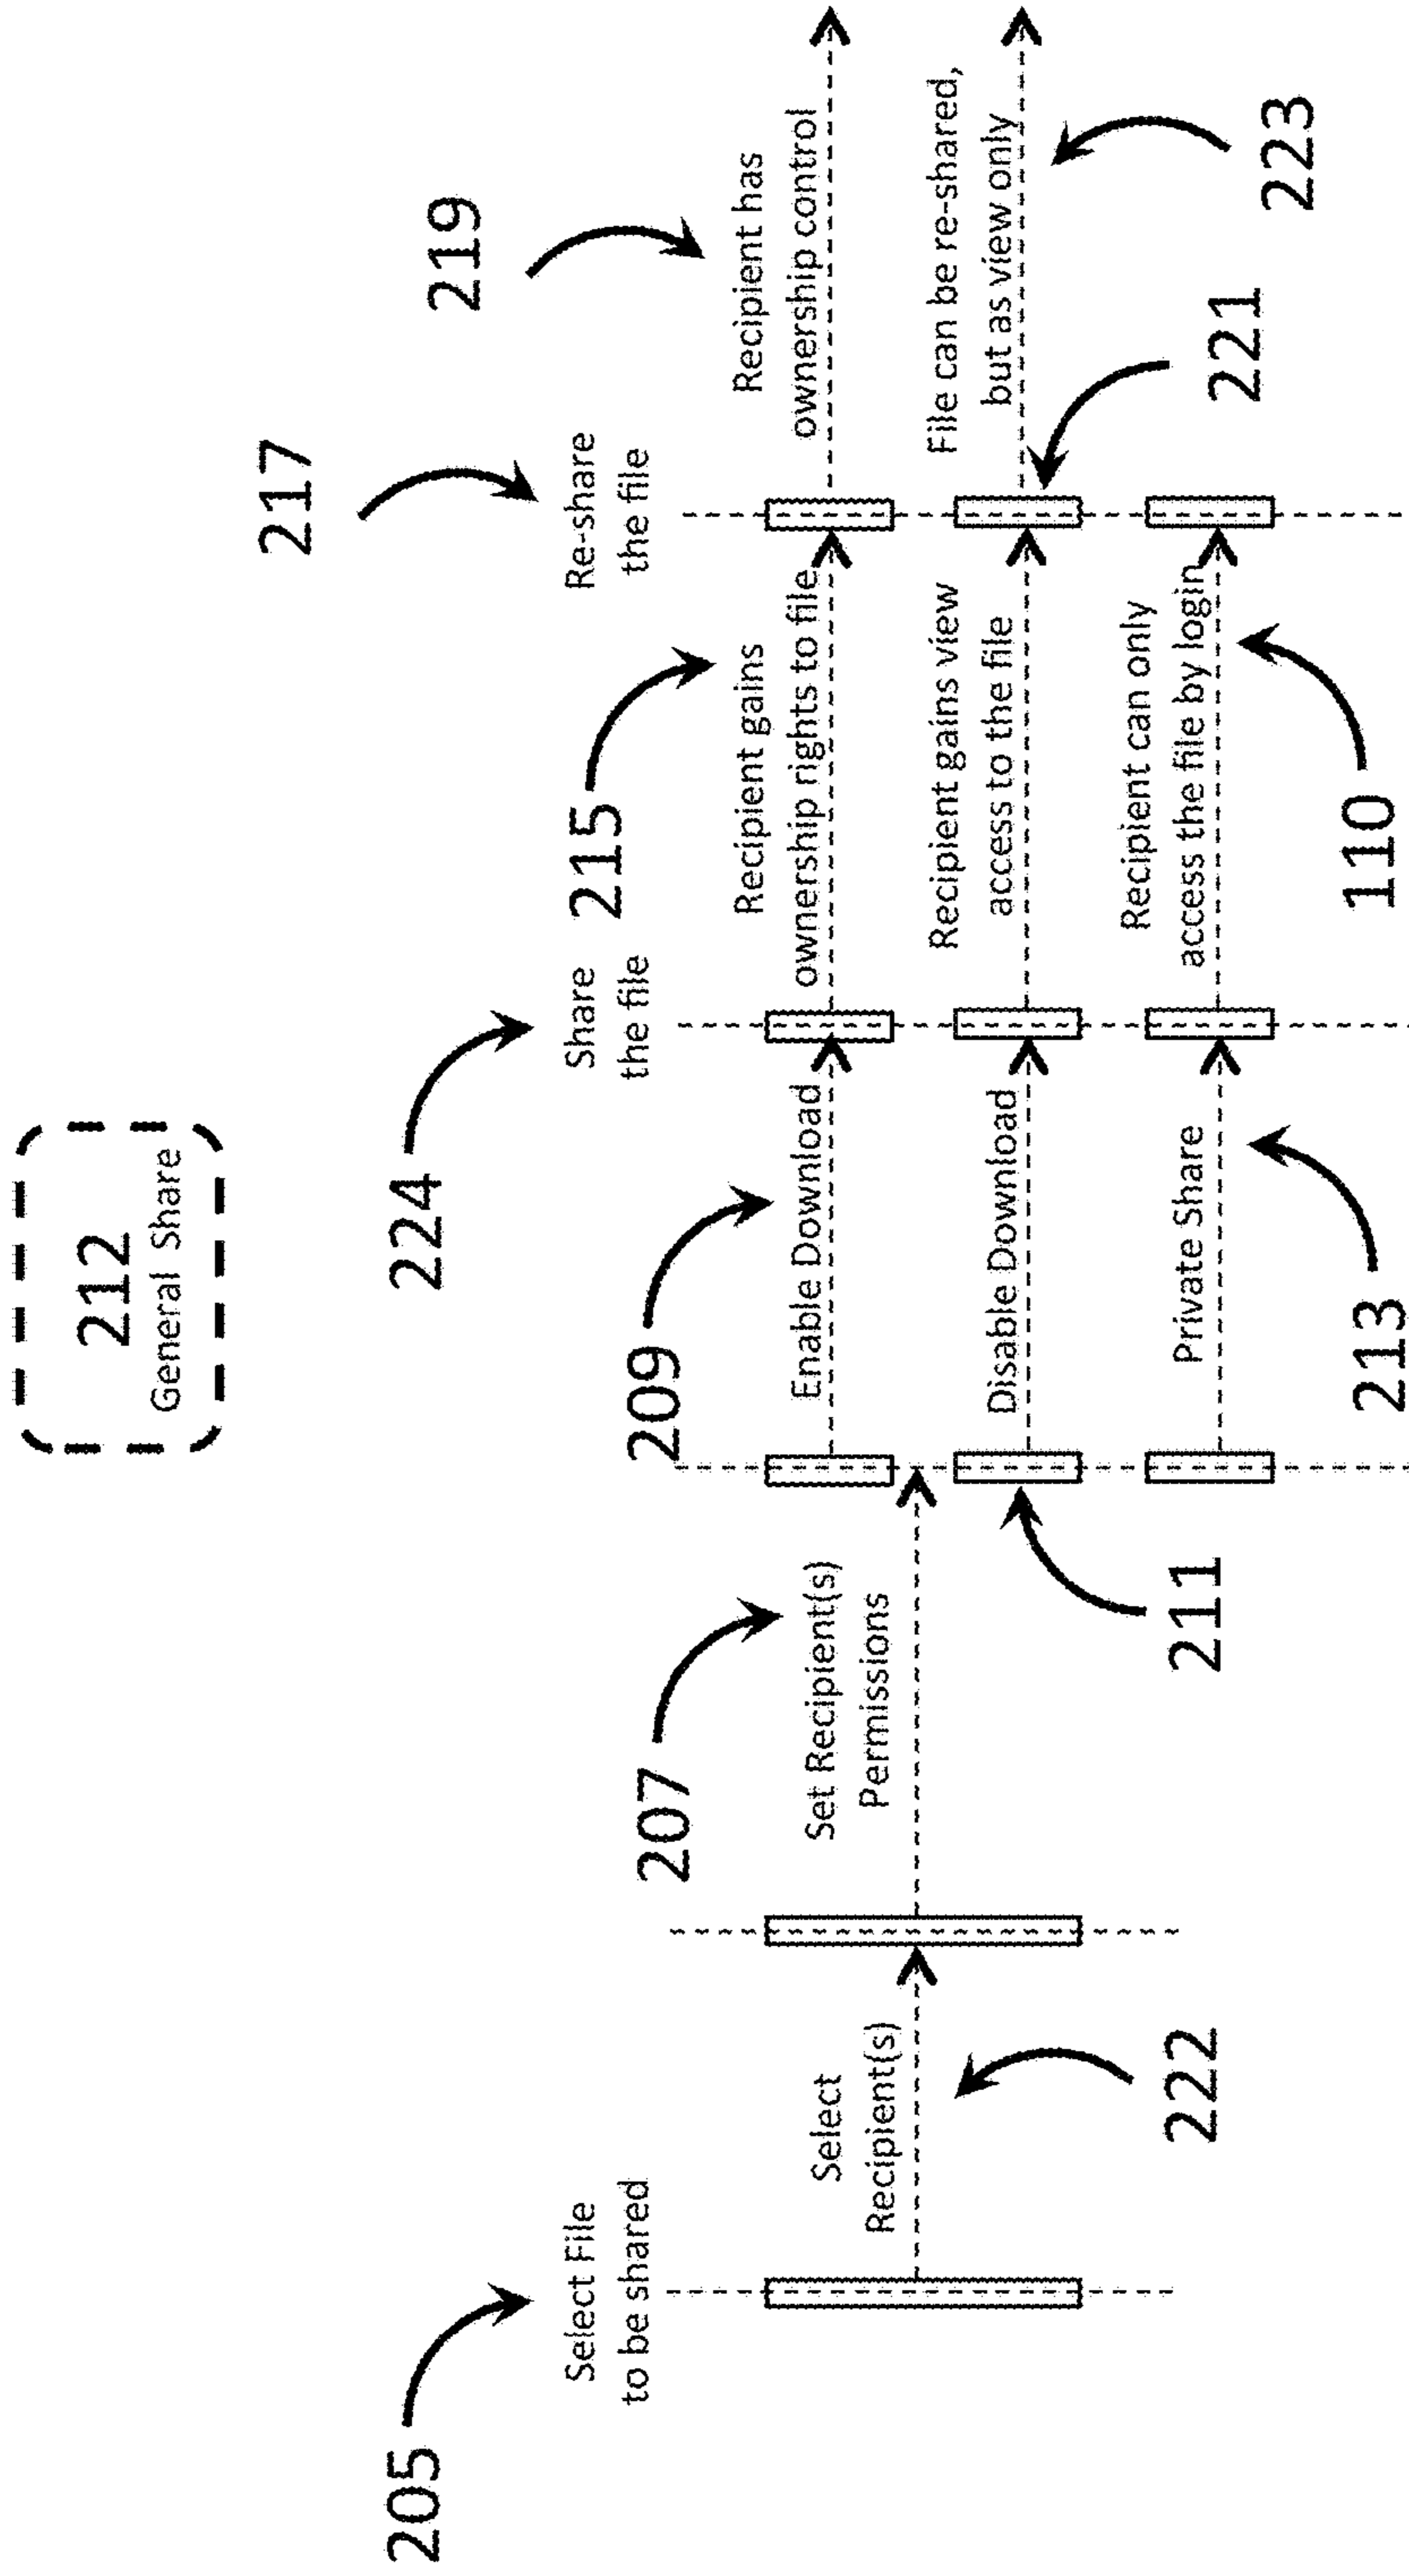 212
General Share
217
219
224
Share
the file
215
Re-share
the file
205
Select File
to be shared
207
209
Set Recipient(s)
Permissions
Enable Download
Recipient gains
ownership rights to file
Recipient has
ownership control
Select
Recipient(s)
Disable Download
Recipient gains view
access to the file
File can be re-shared,
but as view only
222
211
Private Share
Recipient can only
access the file by login
221
223
213
110